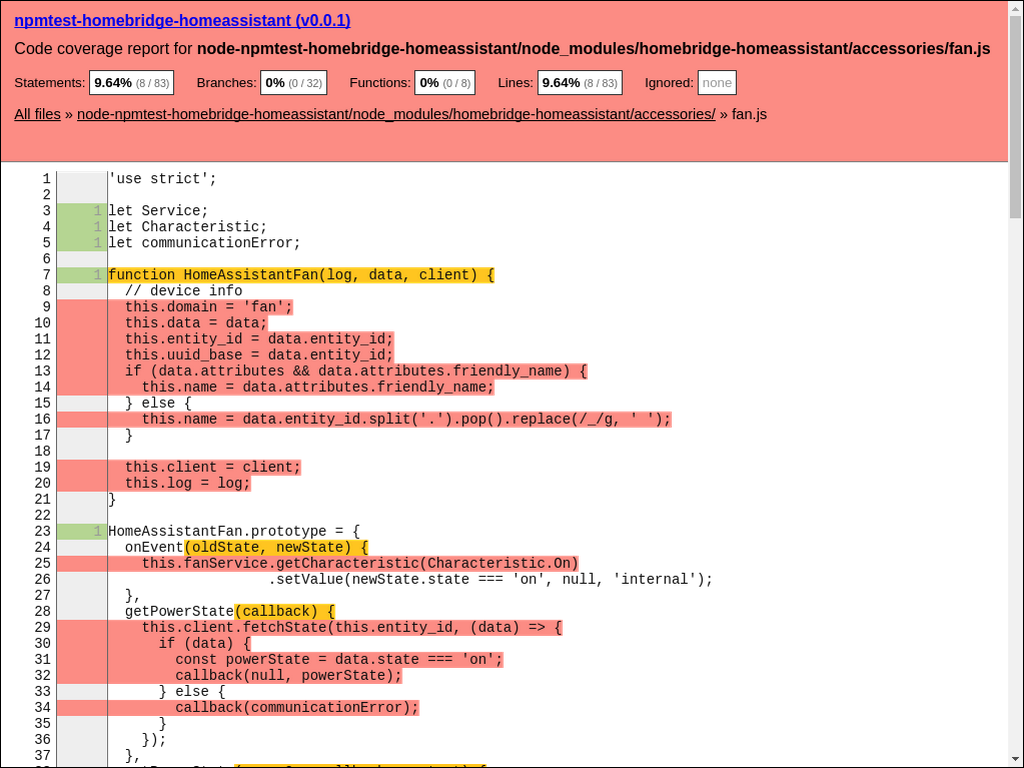 npmtest-homebridge-homeassistant (v0.0.1)
Code coverage report for node-npmtest-homebridge-homeassistant/node_modules/homebridge-homeassistant/accessories/fan.js
Statements: 9.64% (8 / 83) Branches: 0% (0 / 32) Functions: 0% (0 / 8) Lines: 9.64% (8 / 83) Ignored: none
All files » node-npmtest-homebridge-homeassistant/node_modules/homebridge-homeassistant/accessories/ » fan.js
1 'use strict';
2
3 1 let Service;
4 1 let Characteristic;
5 1 let communicationError;
6
7 1 function HomeAssistantFan(log, data, client) {
8 // device info
9 this.domain = 'fan';
10 this.data = data;
11 this.entity_id = data.entity_id;
12 this.uuid_base = data.entity_id;
13 if (data.attributes && data.attributes.friendly_name) {
14 this.name = data.attributes.friendly_name;
15 } else {
16 this.name = data.entity_id.split('.').pop().replace(/_/g, ' ');
17 }
18
19 this.client = client;
20 this.log = log;
21 }
22
23 1 HomeAssistantFan.prototype = {
24 onEvent(oldState, newState) {
25 this.fanService.getCharacteristic(Characteristic.On)
26 .setValue(newState.state === 'on', null, 'internal');
27 },
28 getPowerState(callback) {
29 this.client.fetchState(this.entity_id, (data) => {
30 if (data) {
31 const powerState = data.state === 'on';
32 callback(null, powerState);
33 } else {
34 callback(communicationError);
35 }
36 });
37 },